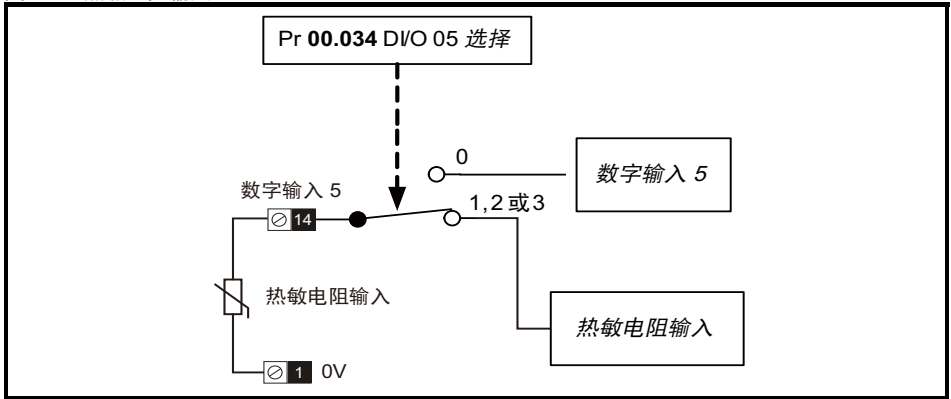 Pr 00.034 DI/O 05 选择
0
数字输入 5
数字输入 5
1, 2 或 3
14
热敏电阻输入
热敏电阻输入
1 0V